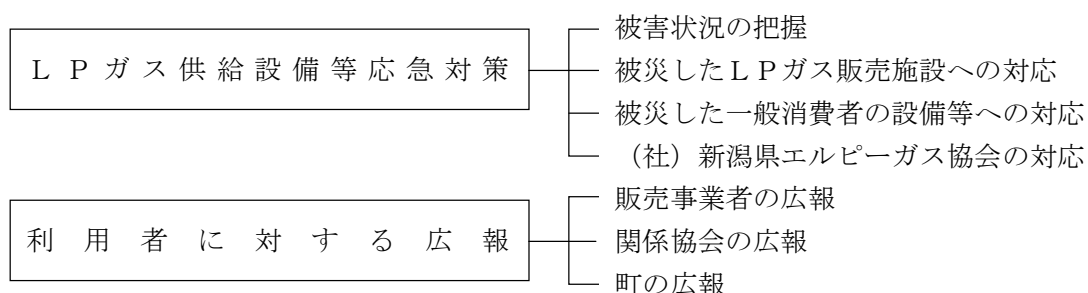 ＬＰガス供給設備等応急対策
被害状況の把握
被災したＬＰガス販売施設への対応
被災した一般消費者の設備等への対応
（社）新潟県エルピーガス協会の対応
利用者に対する広報
販売事業者の広報
関係協会の広報
町の広報